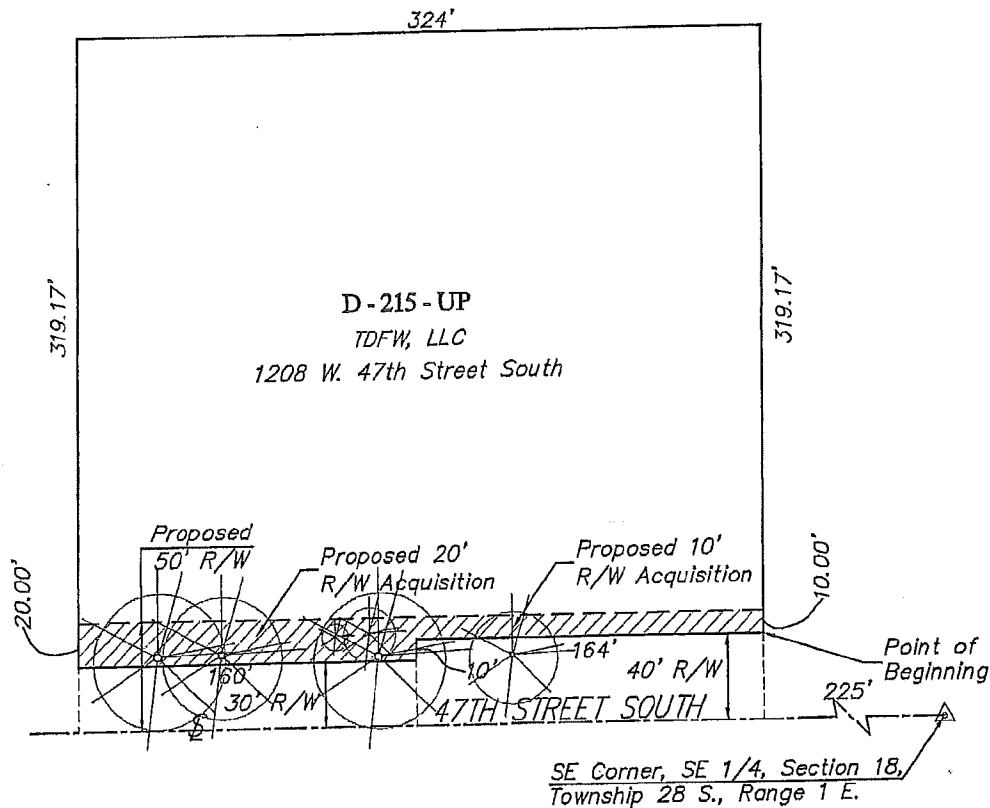 324'
319.17'
319.17'
D-215-UP
TDFW, LLC
1208 W. 47th Street South
20.00'
Proposed
50' R/W
Proposed 20'
R/W Acquisition
Proposed 10'
R/W Acquisition
10.00'
Point of
Beginning
160'
30' R/W
10'
164'
40' R/W
47TH STREET SOUTH
225'
SE Corner, SE 1/4, Section 18,
Township 28 S., Range 1 E.